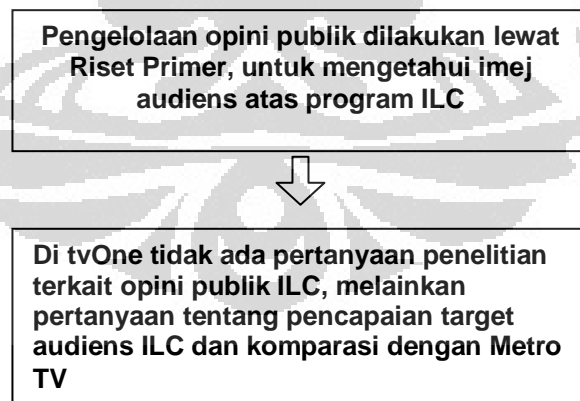 Pengelolaan opini publik dilakukan lewat
Riset Primer, untuk mengetahui imej
audiens atas program ILC
Di tvOne tidak ada pertanyaan penelitian
terkait opini publik ILC, melainkan
pertanyaan tentang pencapaian target
audiens ILC dan komparasi dengan Metro
TV